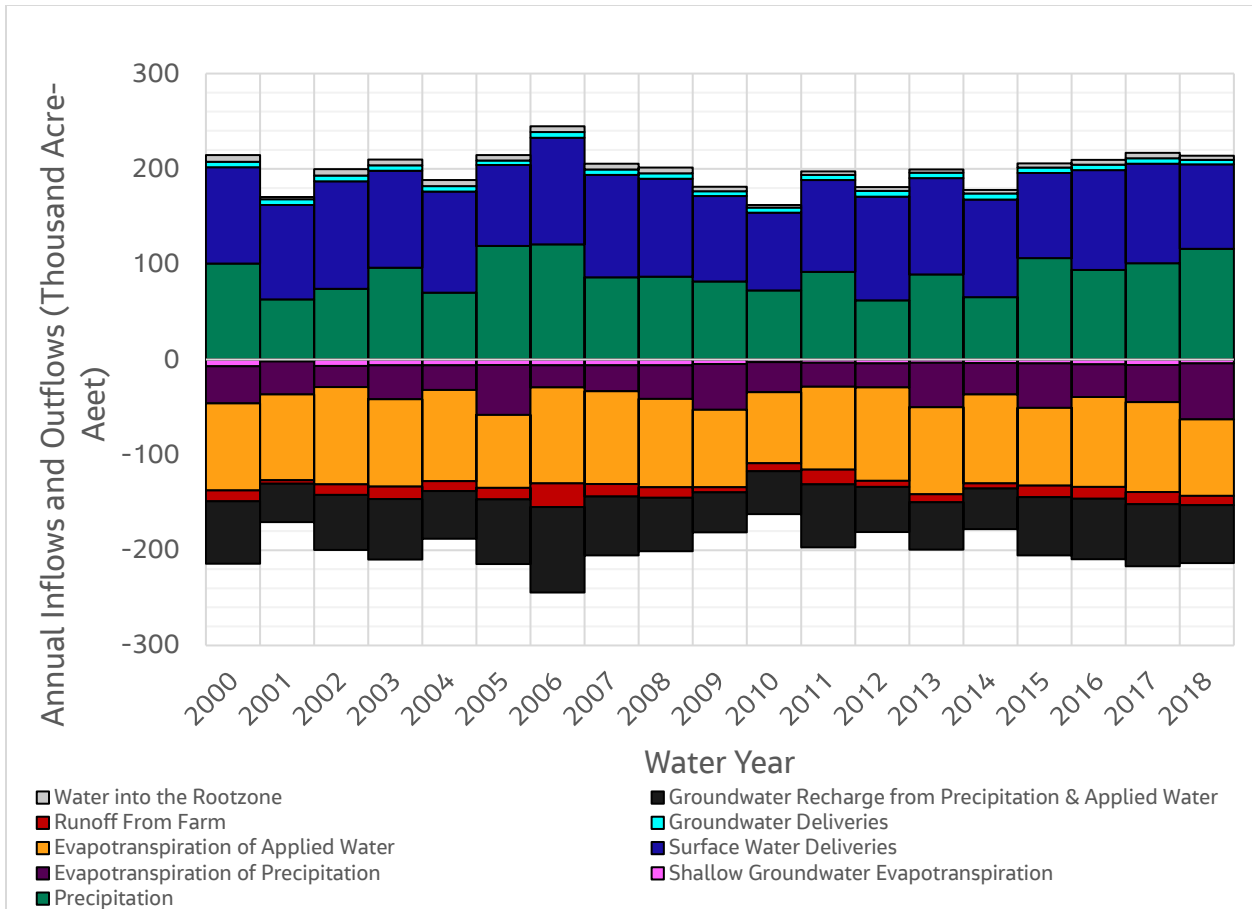 Annual Inflows and Outflows (Thousand Acre-
Aeet)
300
200
100
0
-100
-200
-300
2000
2001
2002
2003
2004
2005
2006
2007
2008
2009
2010
2011
2012
2013
2014
2015
2016
2017
2018
Water Year
Water into the Rootzone
Groundwater Recharge from Precipitation & Applied Water
Runoff From Farm
Groundwater Deliveries
Evapotranspiration of Applied Water
Surface Water Deliveries
Evapotranspiration of Precipitation
Shallow Groundwater Evapotranspiration
Precipitation